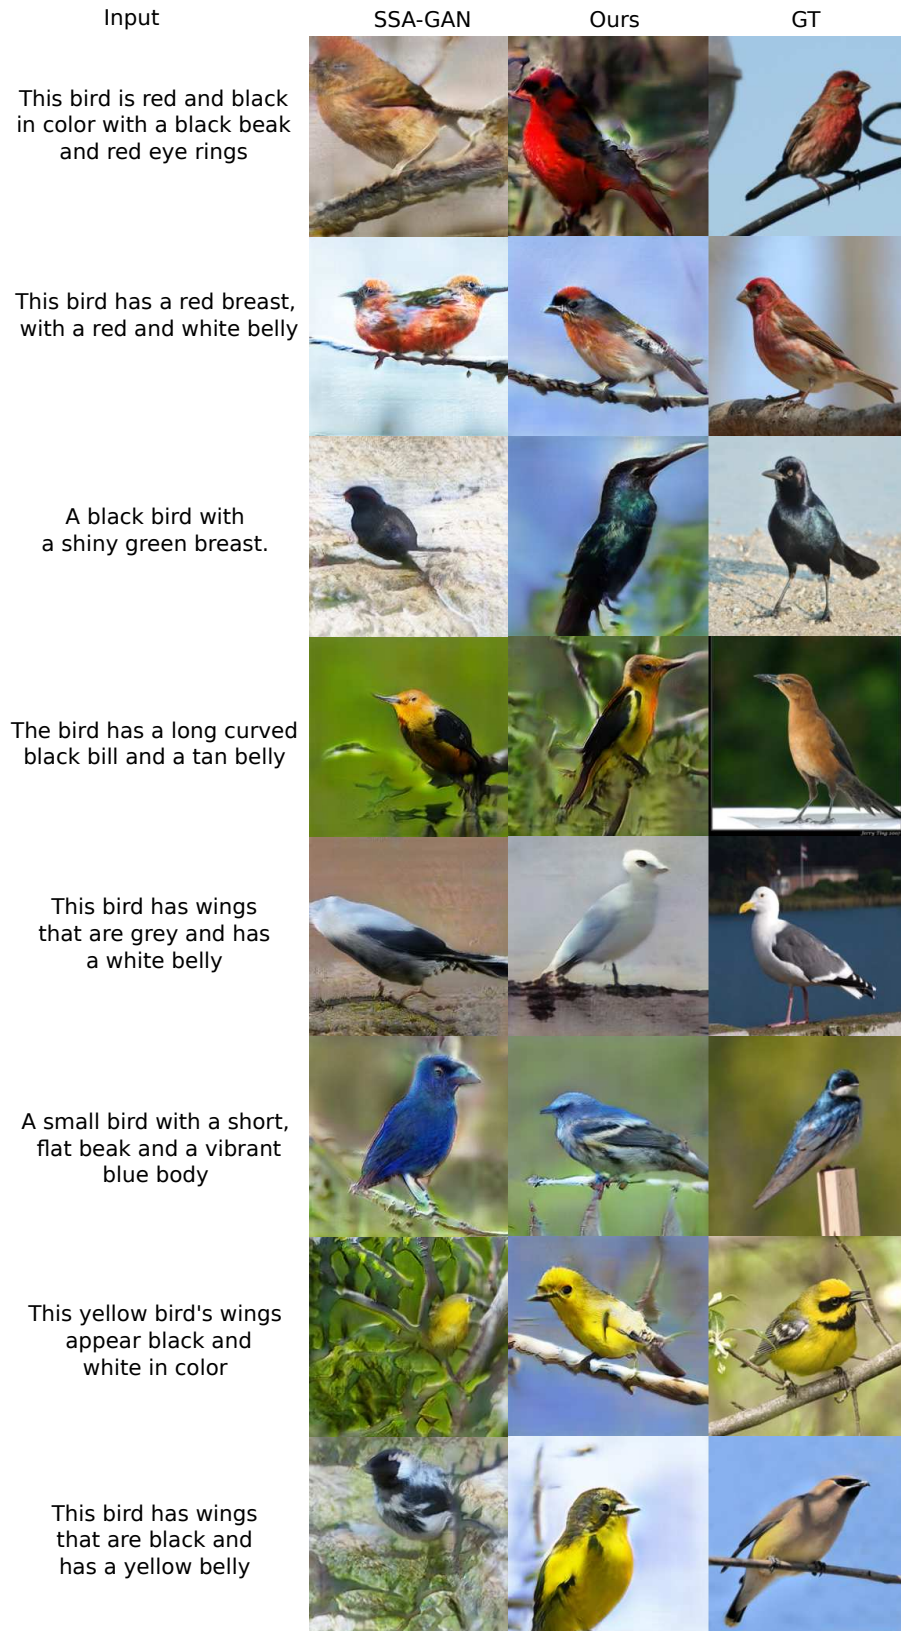 Input
SSA-GAN
Ours
GT
This bird is red and black
in color with a black beak
and red eye rings
This bird has a red breast,
with a red and white belly
A black bird with
a shiny green breast.
The bird has a long curved
black bill and a tan belly
This bird has wings
that are grey and has
a white belly
A small bird with a short,
flat beak and a vibrant
blue body
This yellow bird's wings
appear black and
white in color
This bird has wings
that are black and
has a yellow belly